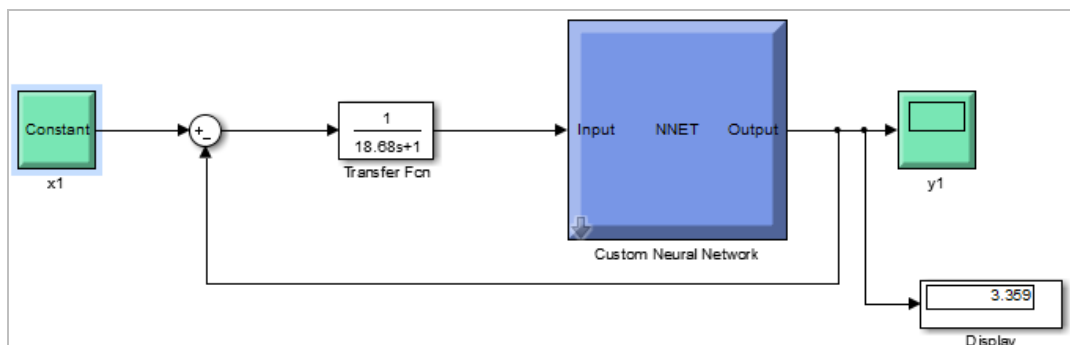 Constant
x1
+
-
1
18.68s+1
Transfer Fcn
Input NNET Output
Custom Neural Network
y1
3.359
Display